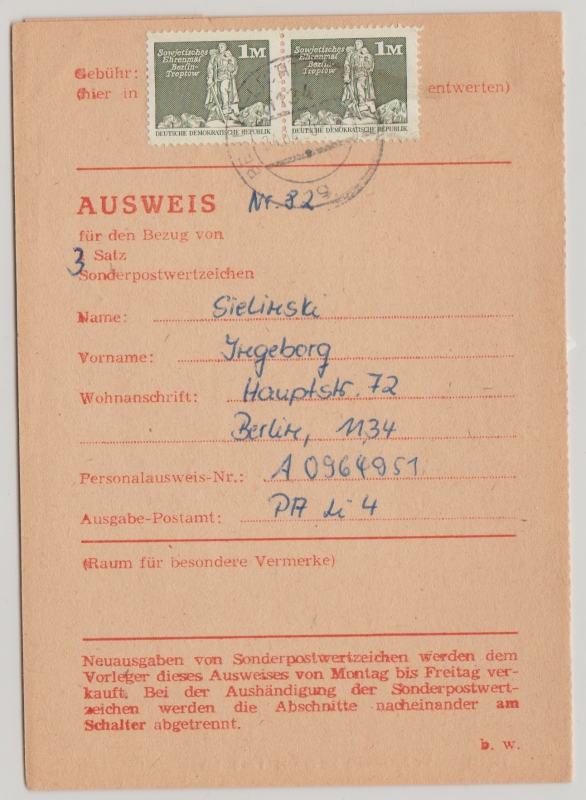 Sowjetisches
Ehrenmal
Berlin-
Treptow
1M
DEUTSCHE DEMOKRATISCHE REPUBLIK
Sowjetisches
Ehrenmal
Berlin-
Treptow
1M
DEUTSCHE DEMOKRATISCHE REPUBLIK
Gebühr:
(hier in entwerten)
1134
5
AUSWEIS Nr. 82
für den Bezug von
3 Satz
Sonderpostwertzeichen
Name: Sielinski
Vorname: Ingeborg
Wohnanschrift: Hauptstr. 72
Berlin, 1134
Personalausweis-Nr.: A 0964951
Ausgabe-Postamt: PA Li 4
(Raum für besondere Vermerke)
Neuausgaben von Sonderpostwertzeichen werden dem
Vorleger dieses Ausweises von Montag bis Freitag ver-
kauft. Bei der Aushändigung der Sonderpostwert-
zeichen werden die Abschnitte nacheinander am
Schalter abgetrennt.
b. w.